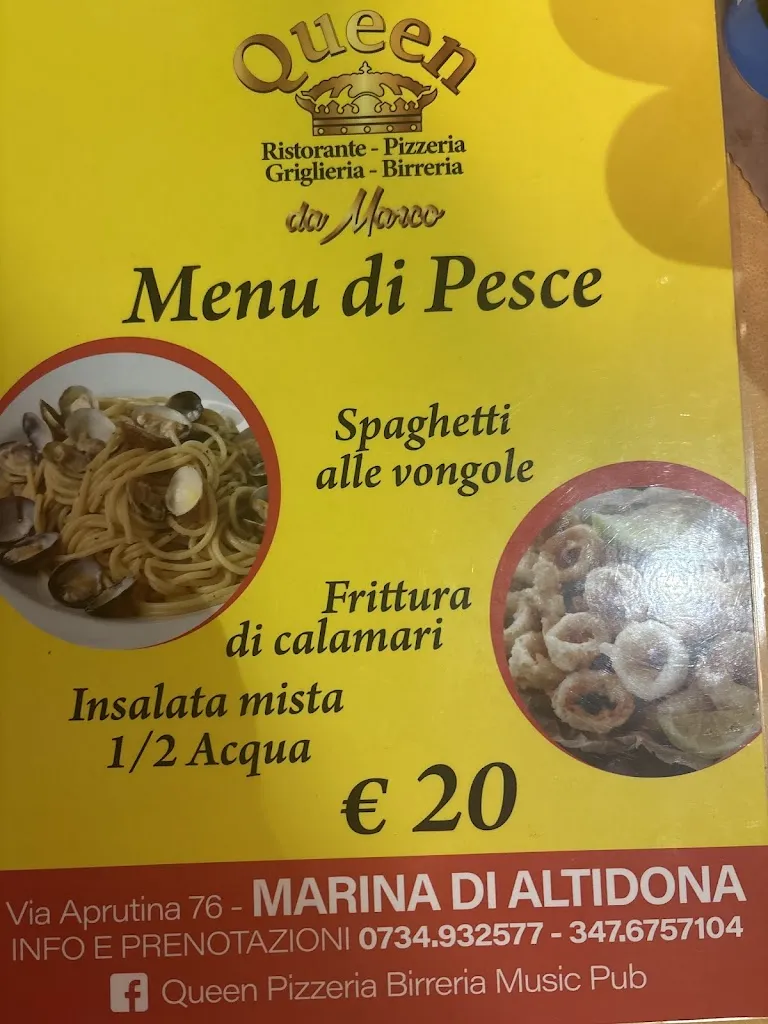 Queen
Ristorante - Pizzeria
Griglieria - Birreria
da Marco
Menu di Pesce
Spaghetti
alle vongole
Frittura
di calamari
Insalata mista
1/2 Acqua
€ 20
Via Aprutina 76 - MARINA DI ALTIDONA
INFO E PRENOTAZIONI 0734.932577 - 347.6757104
f Queen Pizzeria Birreria Music Pub